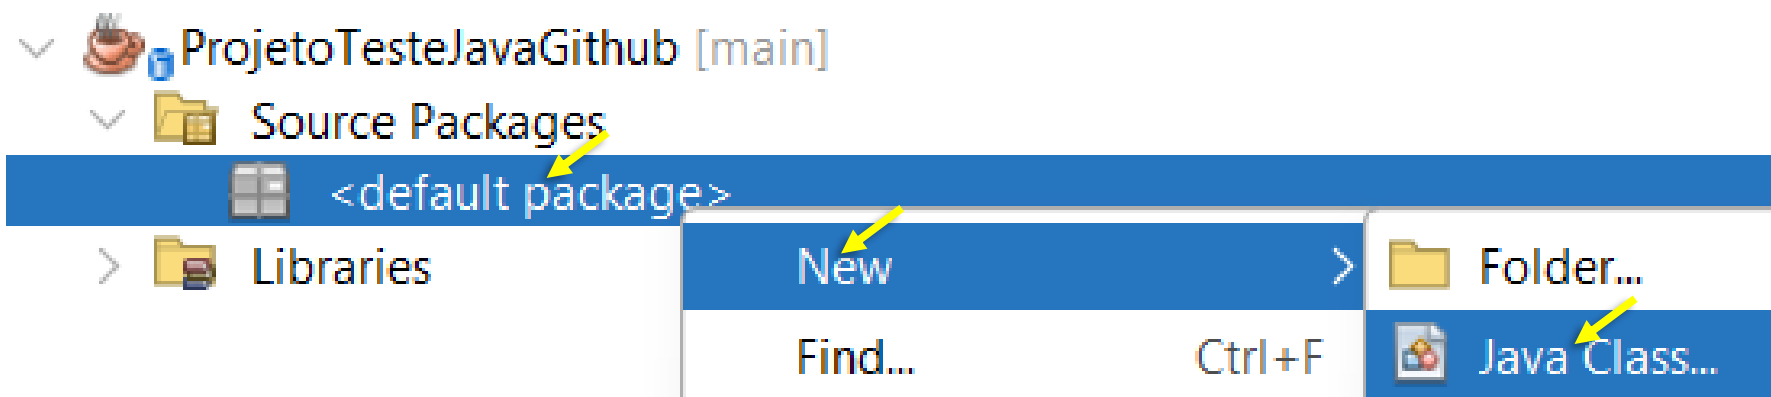 ProjetoTesteJavaGithub [main]
Source Packages
<default package>
Libraries
New
Folder...
Find... Ctrl+F
Java Class...